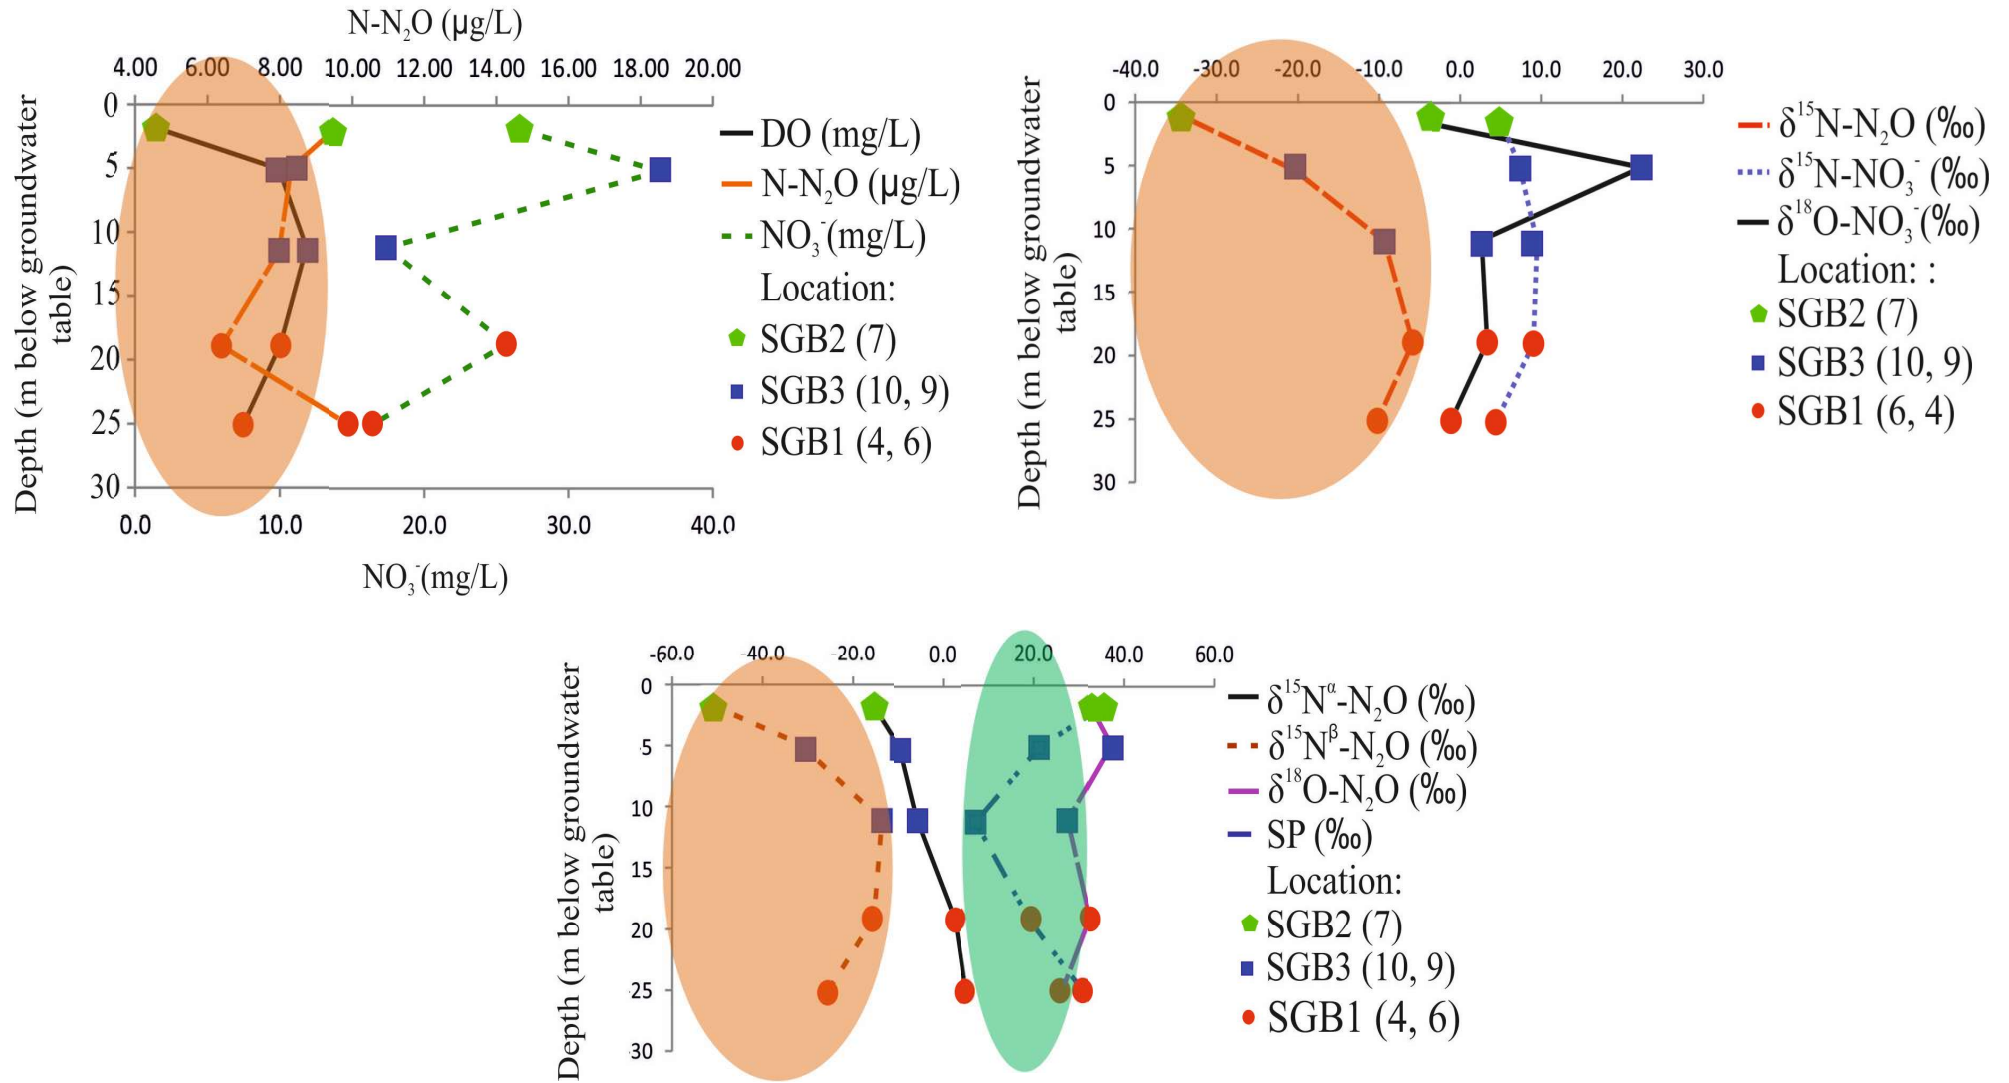 N-N₂O (µg/L)
4.00 6.00 8.00 10.00 12.00 14.00 16.00 18.00 20.00
0
5
10
15
20
25
30
Depth (m below groundwater
table)
0.0 10.0 20.0 30.0 40.0
NO₃⁻(mg/L)
DO (mg/L)
N-N₂O (µg/L)
NO₃⁻(mg/L)
Location:
SGB2 (7)
SGB3 (10, 9)
SGB1 (4, 6)
-40.0 -30.0 -20.0 -10.0 0.0 10.0 20.0 30.0
0
5
10
15
20
25
30
Depth (m below groundwater
table)
δ¹⁵N-N₂O (‰)
δ¹⁵N-NO₃⁻ (‰)
δ¹⁸O-NO₃⁻(‰)
Location: :
SGB2 (7)
SGB3 (10, 9)
SGB1 (6, 4)
-60.0 -40.0 -20.0 0.0 20.0 40.0 60.0
0
5
10
15
20
25
30
Depth (m below groundwater
table)
δ¹⁵Nᵅ-N₂O (‰)
δ¹⁵Nᵝ-N₂O (‰)
δ¹⁸O-N₂O (‰)
SP (‰)
Location:
SGB2 (7)
SGB3 (10, 9)
SGB1 (4, 6)